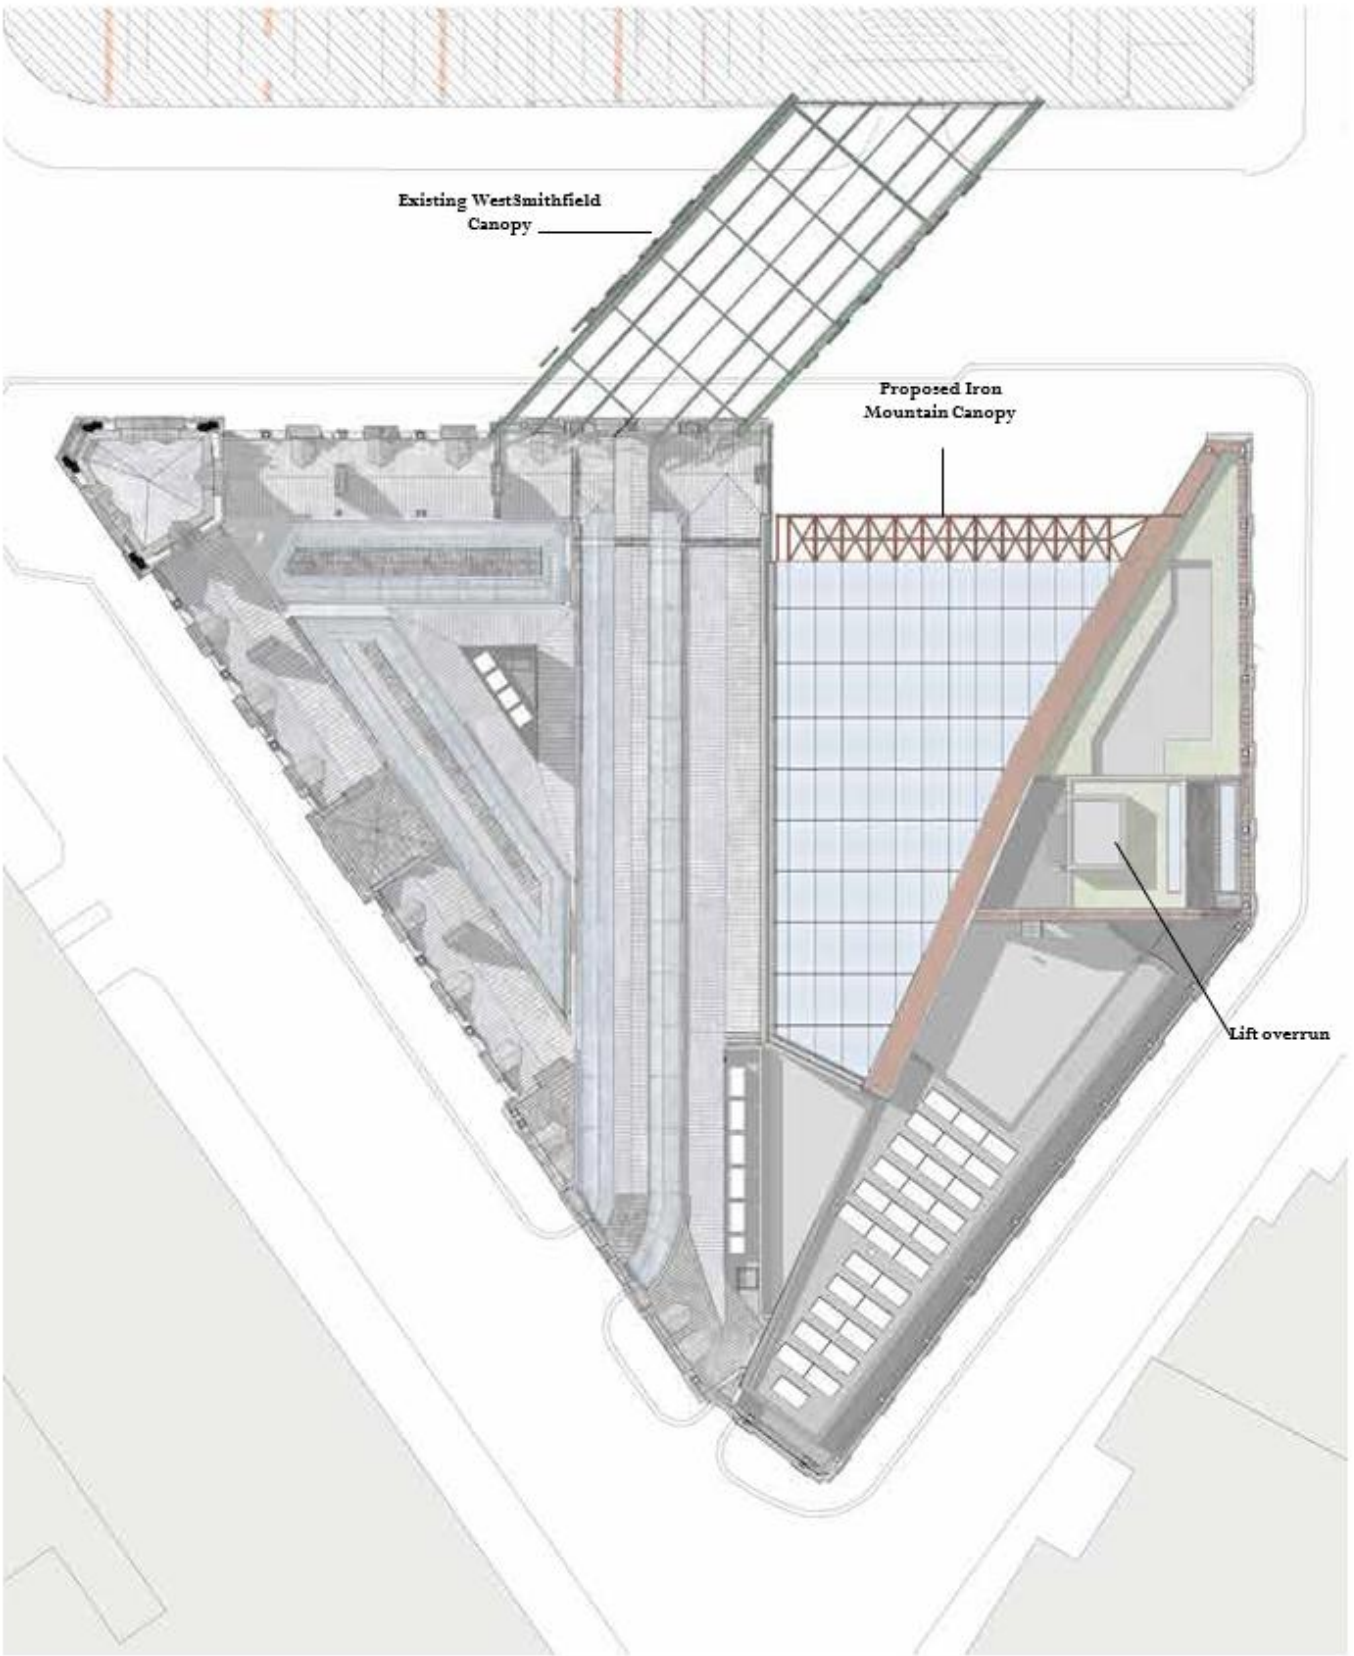 Existing WestSmithfield
Canopy
Proposed Iron
Mountain Canopy
Lift overrun